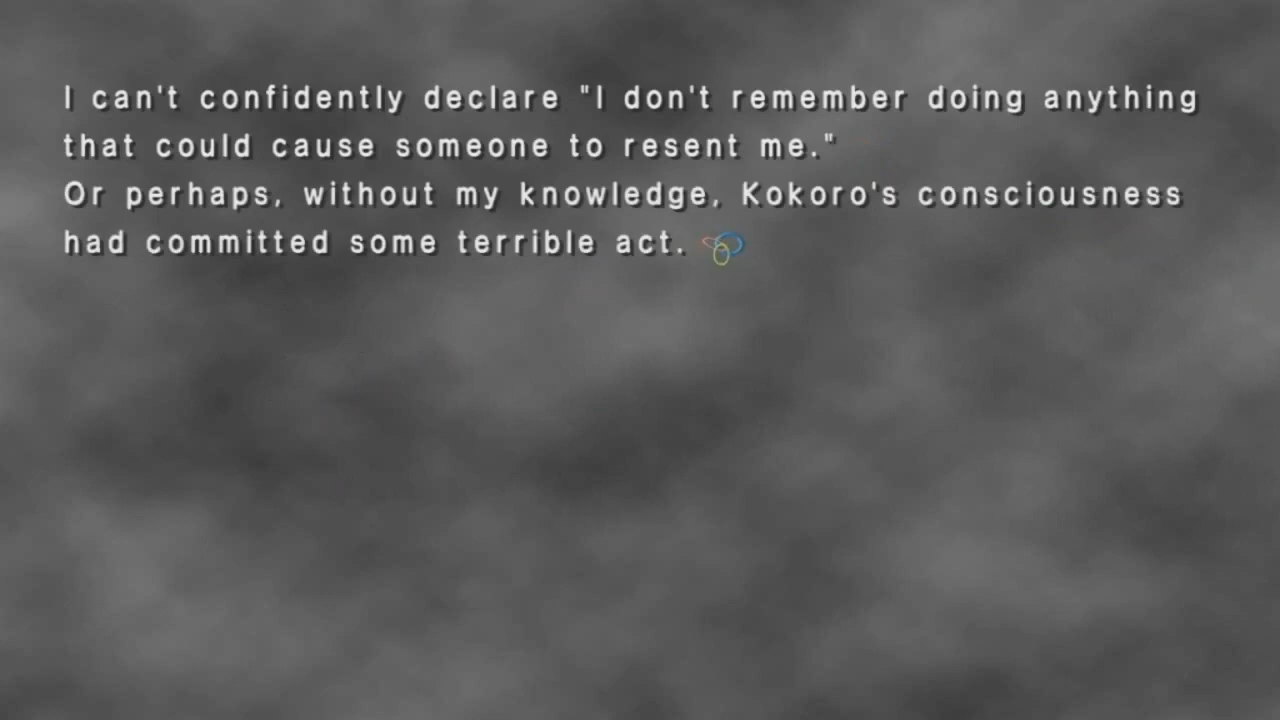 I can't confidently declare "I don't remember doing anything
that could cause someone to resent me."
Or perhaps, without my knowledge, Kokoro's consciousness
had committed some terrible act.